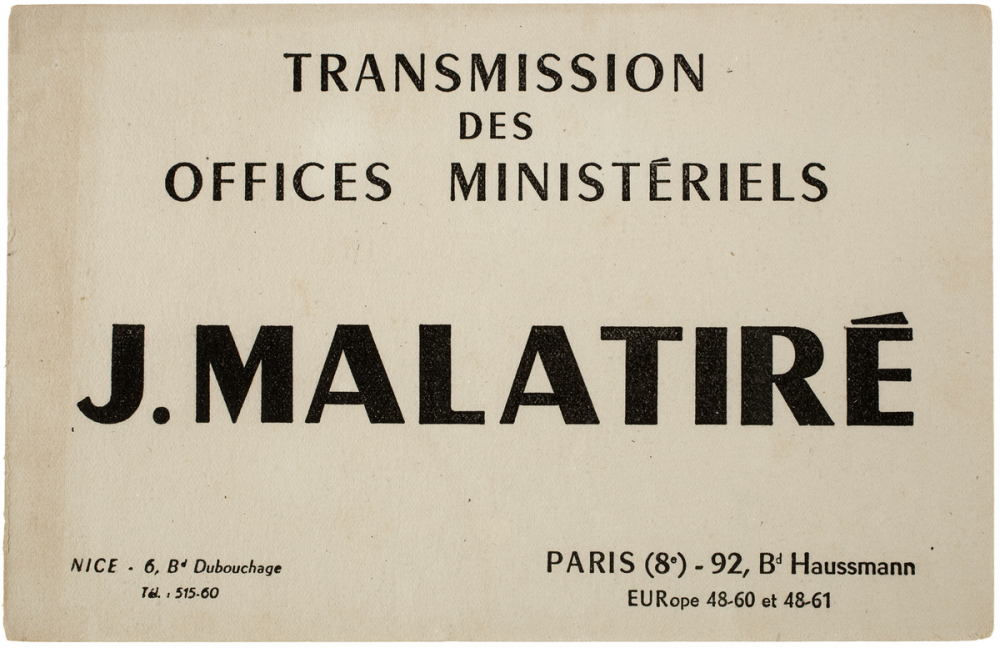 TRANSMISSION
DES
OFFICES MINISTÉRIELS
J. MALATIRÉ
NICE - 6, Bd Dubouchage
Tél. : 515-60
PARIS (8e) - 92, Bd Haussmann
EURope 48-60 et 48-61